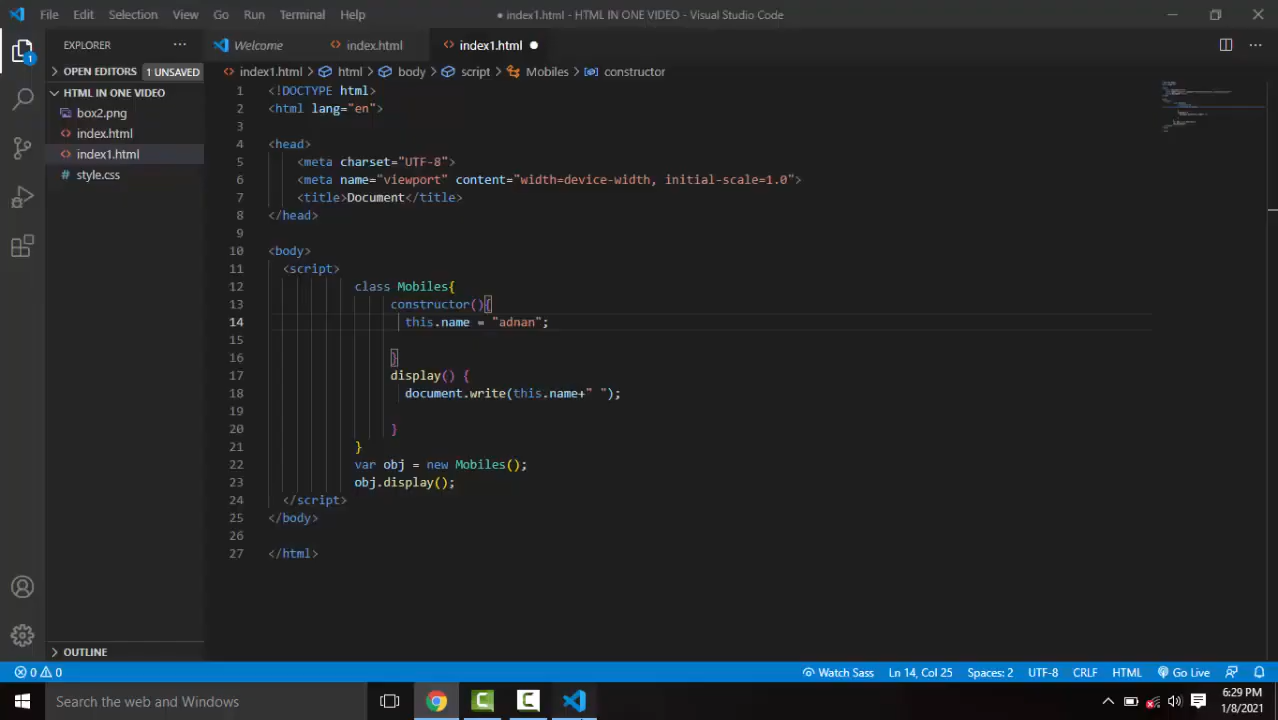 File Edit Selection View Go Run Terminal Help ● index1.html - HTML IN ONE VIDEO - Visual Studio Code
EXPLORER ··· Welcome index.html index1.html ●
OPEN EDITORS 1 UNSAVED
index1.html > html > body > script > Mobiles > constructor
HTML IN ONE VIDEO
box2.png
index.html
index1.html
# style.css
1 <!DOCTYPE html>
2 <html lang="en">
3
4 <head>
5 <meta charset="UTF-8">
6 <meta name="viewport" content="width=device-width, initial-scale=1.0">
7 <title>Document</title>
8 </head>
9
10 <body>
11 <script>
12 class Mobiles{
13 constructor(){
14 this.name = "adnan";
15
16 }
17 display() {
18 document.write(this.name+" ");
19
20 }
21 }
22 var obj = new Mobiles();
23 obj.display();
24 </script>
25 </body>
26
27 </html>
1
OUTLINE
0 0 Watch Sass Ln 14, Col 25 Spaces: 2 UTF-8 CRLF HTML Go Live
Search the web and Windows
6:29 PM
1/8/2021